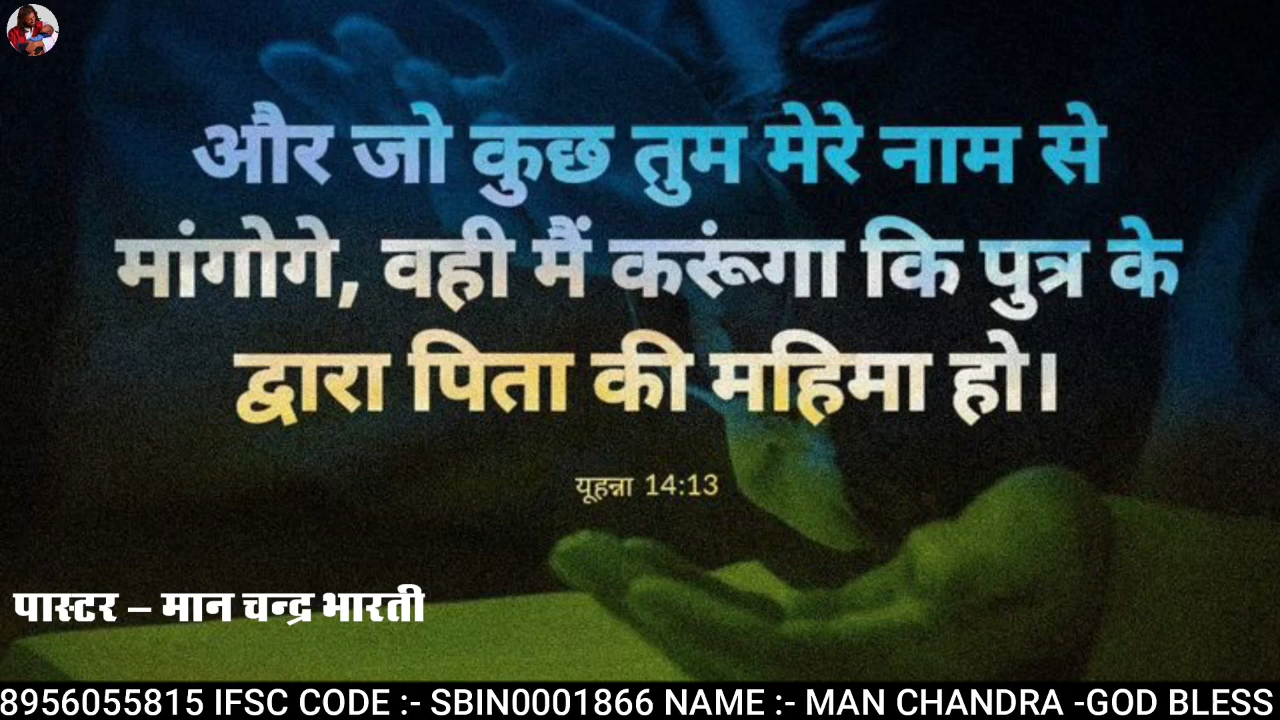 और जो कुछ तुम मेरे नाम से
मांगोगे, वही मैं करूंगा कि पुत्र के
द्वारा पिता की महिमा हो।
यूहन्ना 14:13
पास्टर – मान चन्द्र भारती
8956055815 IFSC CODE :- SBIN0001866 NAME :- MAN CHANDRA -GOD BLESS